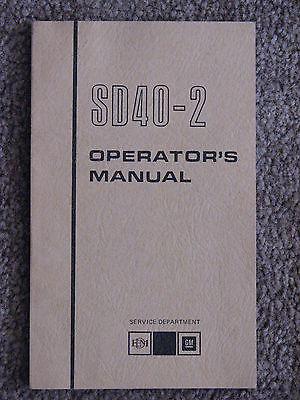 SD40-2
OPERATOR'S
MANUAL
SERVICE DEPARTMENT
GM